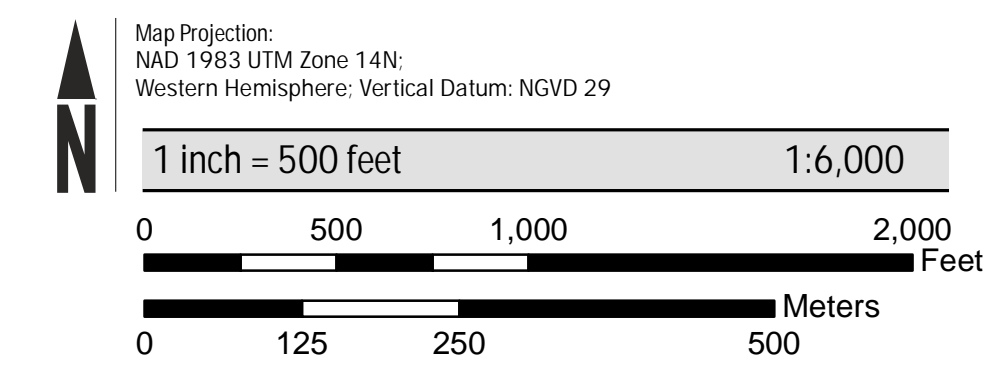 N
Map Projection:
NAD 1983 UTM Zone 14N;
Western Hemisphere; Vertical Datum: NGVD 29
1 inch = 500 feet 1:6,000
0 500 1,000 2,000
Feet
Meters
0 125 250 500